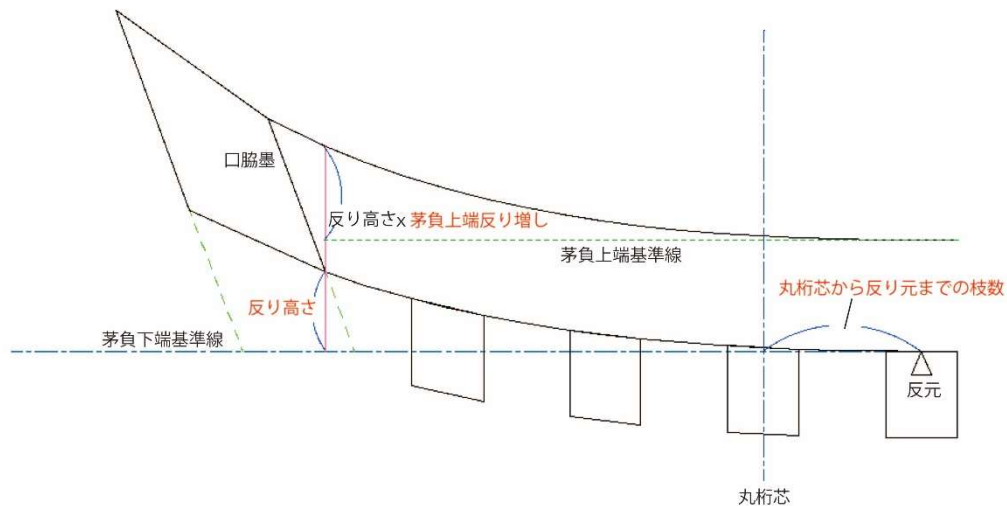 口脇墨
反り高さx 茅負上端反り増し
茅負上端基準線
丸桁芯から反り元までの枝数
反り高さ
茅負下端基準線
反元
丸桁芯